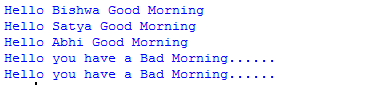 Hello Bishwa Good Morning
Hello Satya Good Morning
Hello Abhi Good Morning
Hello you have a Bad Morning......
Hello you have a Bad Morning......